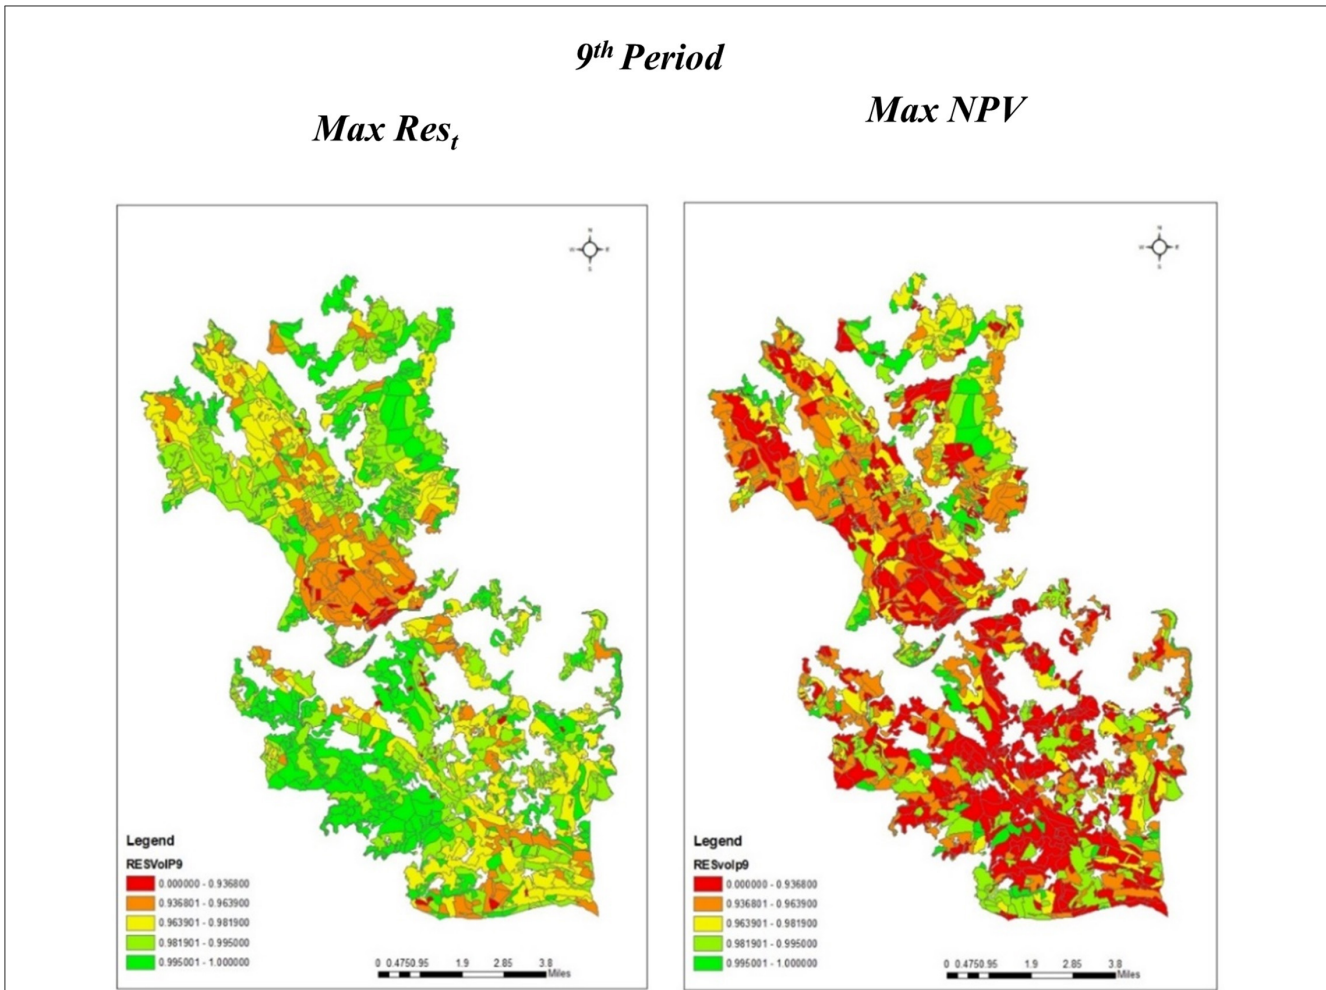 9th Period
Max Rest
Max NPV
N
W E
S
Legend
RESVolP9
0.000000 - 0.936800
0.936801 - 0.963900
0.963901 - 0.981900
0.981901 - 0.995000
0.995001 - 1.000000
0 0.4750.95 1.9 2.85 3.8
Miles
N
W E
S
Legend
RESvolp9
0.000000 - 0.936800
0.936801 - 0.963900
0.963901 - 0.981900
0.981901 - 0.995000
0.995001 - 1.000000
0 0.4750.95 1.9 2.85 3.8
Miles